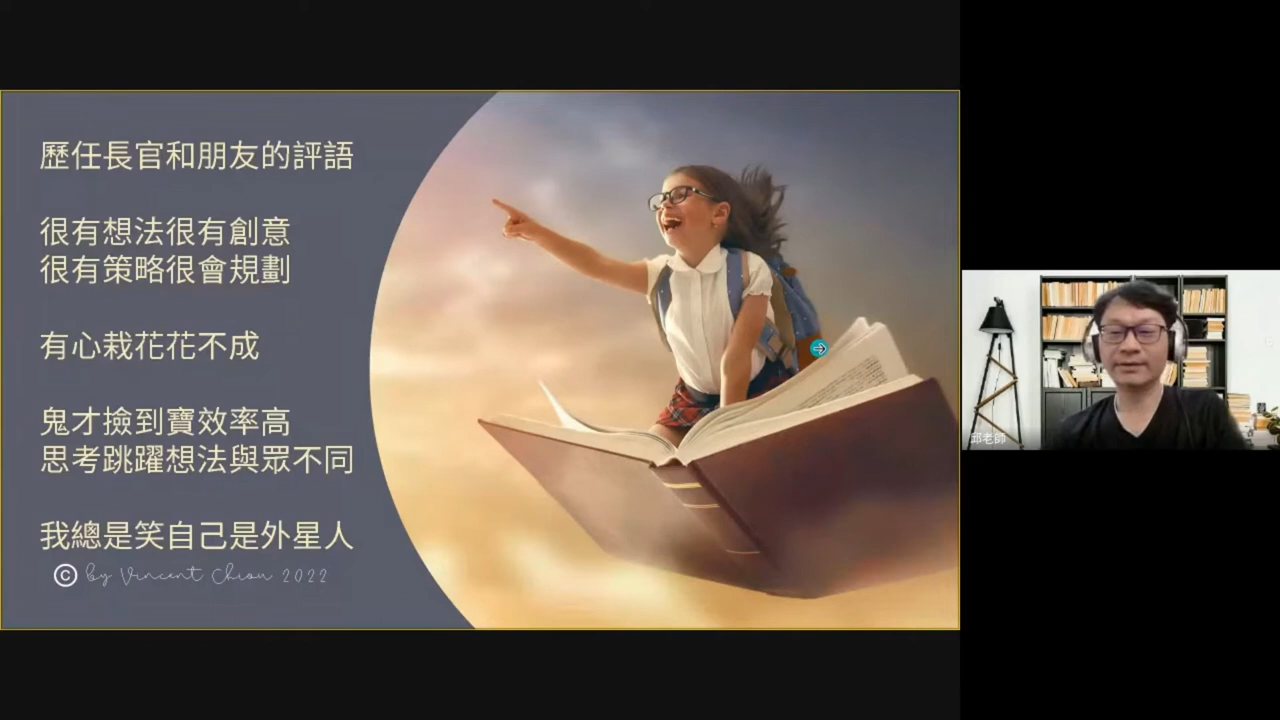 歷任長官和朋友的評語
很有想法很有創意
很有策略很會規劃
有心栽花花不成
鬼才撿到寶效率高
思考跳躍想法與眾不同
我總是笑自己是外星人
© by Vincent Chiou 2022
邱老師